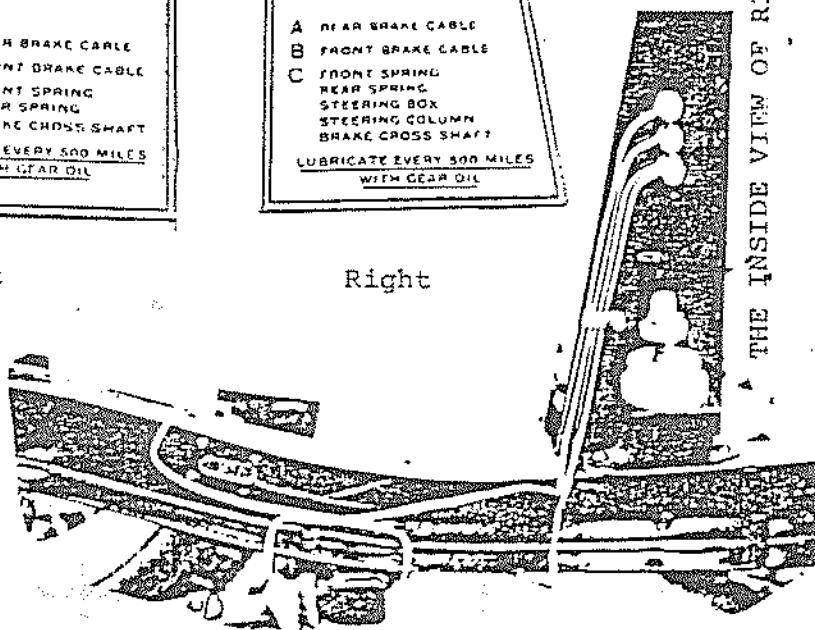 R BRAKE CABLE
NT BRAKE CABLE
NT SPRING
R SPRING
KE CROSS SHAFT
EVERY 500 MILES
H GEAR OIL
A REAR BRAKE CABLE
B FRONT BRAKE CABLE
C FRONT SPRING
REAR SPRING
STEERING BOX
STEERING COLUMN
BRAKE CROSS SHAFT
LUBRICATE EVERY 500 MILES
WITH GEAR OIL
Right
THE INSIDE VIEW OF RI